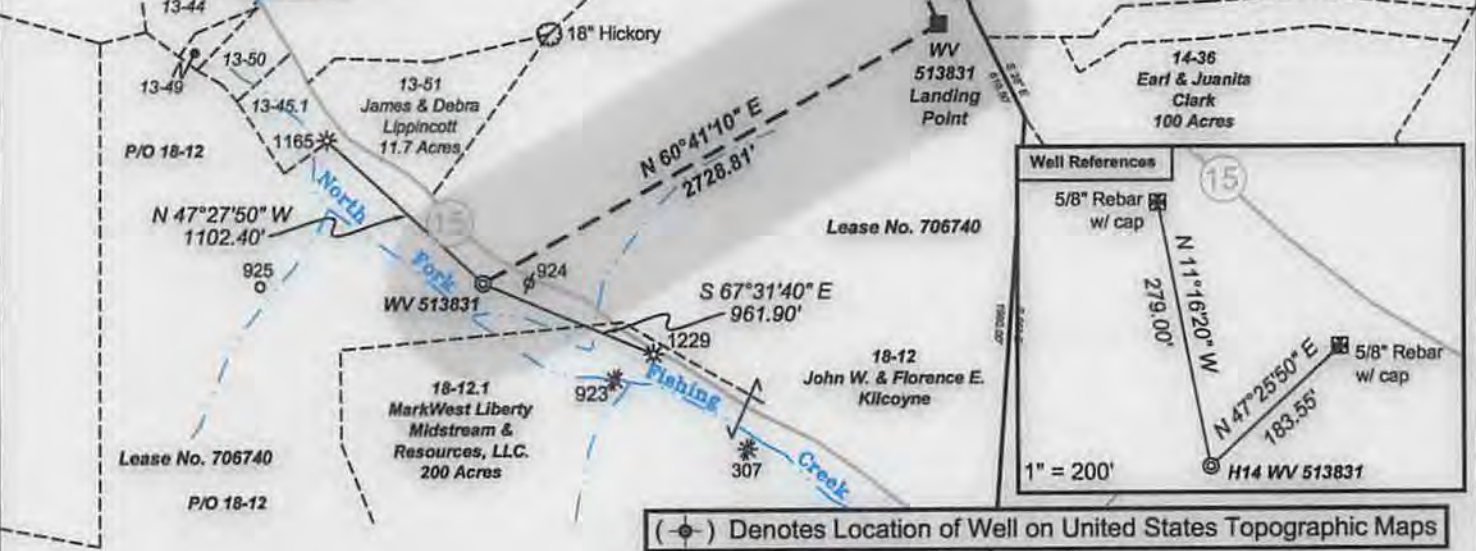 13-44
18" Hickory
13-50
13-49
13-45.1
13-51
James & Debra
Lippincott
11.7 Acres
WV
513831
Landing
Point
S 28° E
14-36
Earl & Juanita
Clark
100 Acres
1165
P/O 18-12
N 60°41'10" E
2728.81'
North
Fork
Fishing
Creek
N 47°27'50" W
1102.40'
15
925
924
WV 513831
Lease No. 706740
S 67°31'40" E
961.90'
1229
923
307
18-12
John W. & Florence E.
Kilcoyne
18-12.1
MarkWest Liberty
Midstream &
Resources, LLC.
200 Acres
Lease No. 706740
P/O 18-12
Well References
15
5/8" Rebar
w/ cap
N 11°16'20" W
279.00'
N 47°25'50" E
183.55'
5/8" Rebar
w/ cap
1" = 200'
H14 WV 513831
( ) Denotes Location of Well on United States Topographic Maps